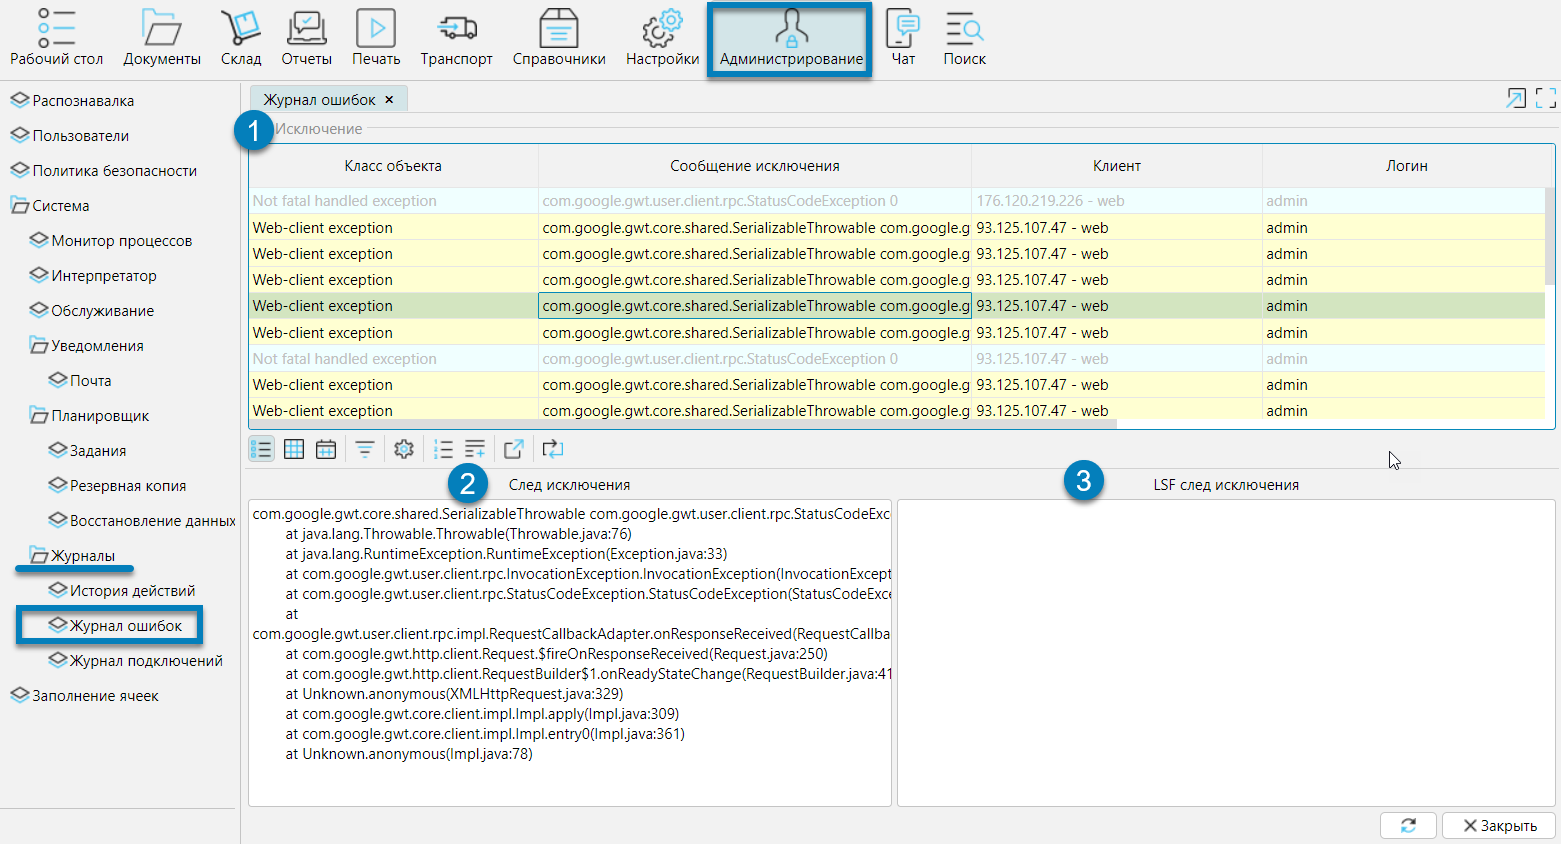 Рабочий стол Документы Склад Отчеты Печать Транспорт Справочники Настройки Администрирование Чат Поиск
Распознавалка
Пользователи
Политика безопасности
Система
Монитор процессов
Интерпретатор
Обслуживание
Уведомления
Почта
Планировщик
Задания
Резервная копия
Восстановление данных
Журналы
История действий
Журнал ошибок
Журнал подключений
Заполнение ячеек
Журнал ошибок ×
1 Исключение
Класс объекта Сообщение исключения Клиент Логин
Not fatal handled exception com.google.gwt.user.client.rpc.StatusCodeException 0 176.120.219.226 - web admin
Web-client exception com.google.gwt.core.shared.SerializableThrowable com.google.g 93.125.107.47 - web admin
Web-client exception com.google.gwt.core.shared.SerializableThrowable com.google.g 93.125.107.47 - web admin
Web-client exception com.google.gwt.core.shared.SerializableThrowable com.google.g 93.125.107.47 - web admin
Web-client exception com.google.gwt.core.shared.SerializableThrowable com.google.g 93.125.107.47 - web admin
Web-client exception com.google.gwt.core.shared.SerializableThrowable com.google.g 93.125.107.47 - web admin
Not fatal handled exception com.google.gwt.user.client.rpc.StatusCodeException 0 93.125.107.47 - web admin
Web-client exception com.google.gwt.core.shared.SerializableThrowable com.google.g 93.125.107.47 - web admin
Web-client exception com.google.gwt.core.shared.SerializableThrowable com.google.g 93.125.107.47 - web admin
2 След исключения
com.google.gwt.core.shared.SerializableThrowable com.google.gwt.user.client.rpc.StatusCodeExc
at java.lang.Throwable.Throwable(Throwable.java:76)
at java.lang.RuntimeException.RuntimeException(Exception.java:33)
at com.google.gwt.user.client.rpc.InvocationException.InvocationException(InvocationExcept
at com.google.gwt.user.client.rpc.StatusCodeException.StatusCodeException(StatusCodeExce
at
com.google.gwt.user.client.rpc.impl.RequestCallbackAdapter.onResponseReceived(RequestCallba
at com.google.gwt.http.client.Request.$fireOnResponseReceived(Request.java:250)
at com.google.gwt.http.client.RequestBuilder$1.onReadyStateChange(RequestBuilder.java:41
at Unknown.anonymous(XMLHttpRequest.java:329)
at com.google.gwt.core.client.impl.Impl.apply(Impl.java:309)
at com.google.gwt.core.client.impl.Impl.entry0(Impl.java:361)
at Unknown.anonymous(Impl.java:78)
3 LSF след исключения
Закрыть